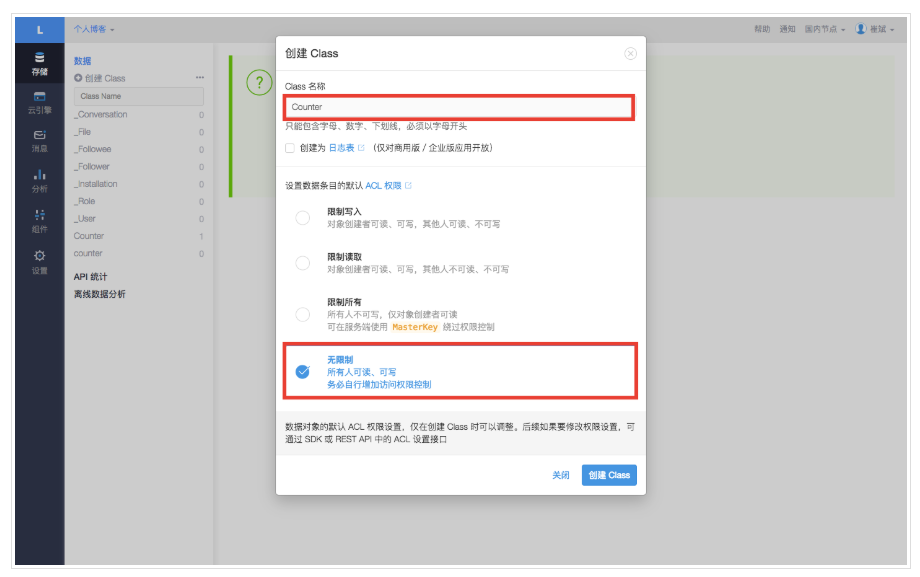 L
个人博客
帮助 通知 国内节点 崔斌
存储
云引擎
消息
分析
组件
设置
数据
创建 Class
Class Name
_Conversation 0
_File 0
_Followee 0
_Follower 0
_Installation 0
_Role 0
_User 0
Counter 1
counter 0
API 统计
离线数据分析
?
创建 Class
Class 名称
Counter
只能包含字母、数字、下划线，必须以字母开头
创建为 日志表 （仅对商用版 / 企业版应用开放）
设置数据条目的默认 ACL 权限
限制写入
对象创建者可读、可写，其他人可读、不可写
限制读取
对象创建者可读、可写，其他人不可读、不可写
限制所有
所有人不可写，仅对象创建者可读
可在服务端使用 MasterKey 绕过权限控制
无限制
所有人可读、可写
务必自行增加访问权限控制
数据对象的默认 ACL 权限设置，仅在创建 Class 时可以调整。后续如果要修改权限设置，可
通过 SDK 或 REST API 中的 ACL 设置接口
关闭 创建 Class